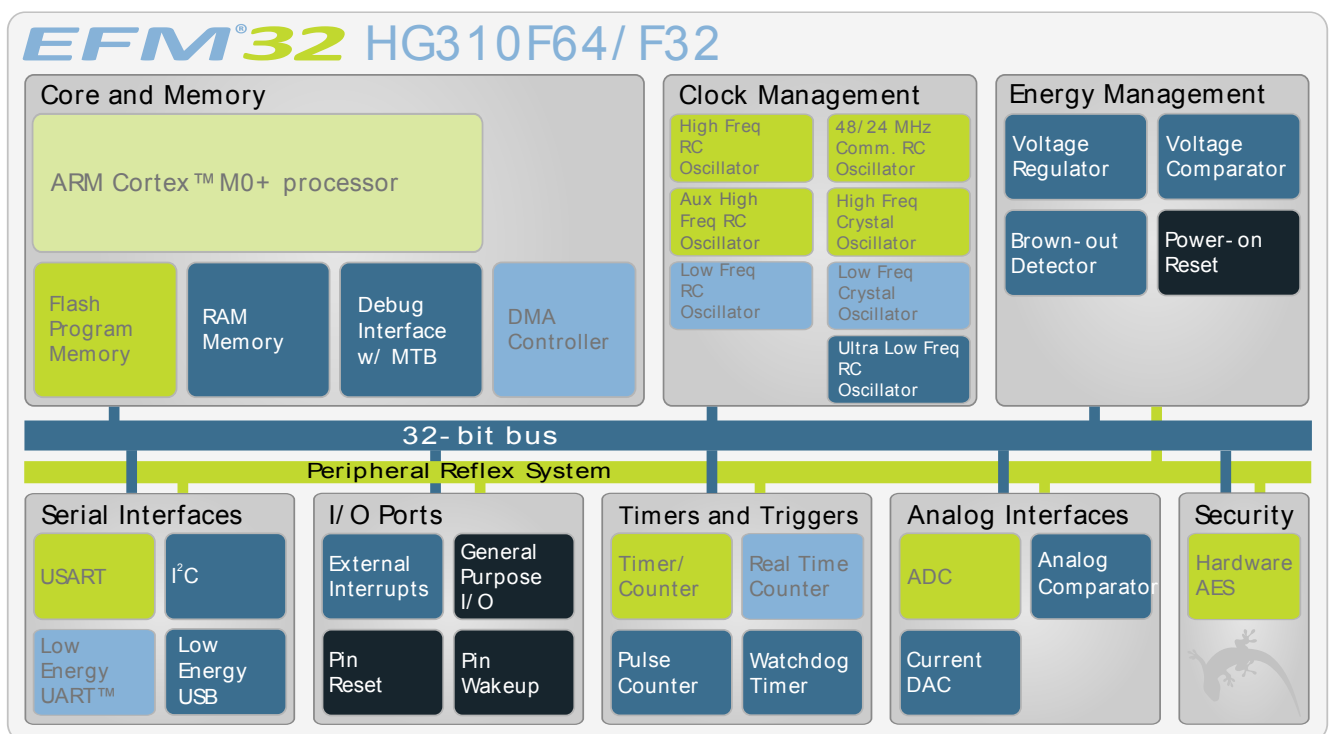 EFM®32 HG310F64/F32
Core and Memory
ARM Cortex™ M0+ processor
Flash
Program
Memory
RAM
Memory
Debug
Interface
w/ MTB
DMA
Controller
Clock Management
High Freq
RC
Oscillator
48/24 MHz
Comm. RC
Oscillator
Aux High
Freq RC
Oscillator
High Freq
Crystal
Oscillator
Low Freq
RC
Oscillator
Low Freq
Crystal
Oscillator
Ultra Low Freq
RC
Oscillator
Energy Management
Voltage
Regulator
Voltage
Comparator
Brown-out
Detector
Power-on
Reset
32-bit bus
Peripheral Reflex System
Serial Interfaces
USART
I²C
Low
Energy
UART™
Low
Energy
USB
I/O Ports
External
Interrupts
General
Purpose
I/O
Pin
Reset
Pin
Wakeup
Timers and Triggers
Timer/
Counter
Real Time
Counter
Pulse
Counter
Watchdog
Timer
Analog Interfaces
ADC
Analog
Comparator
Current
DAC
Security
Hardware
AES